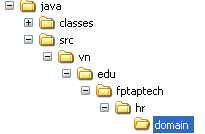 java
classes
src
vn
edu
fptaptech
hr
domain